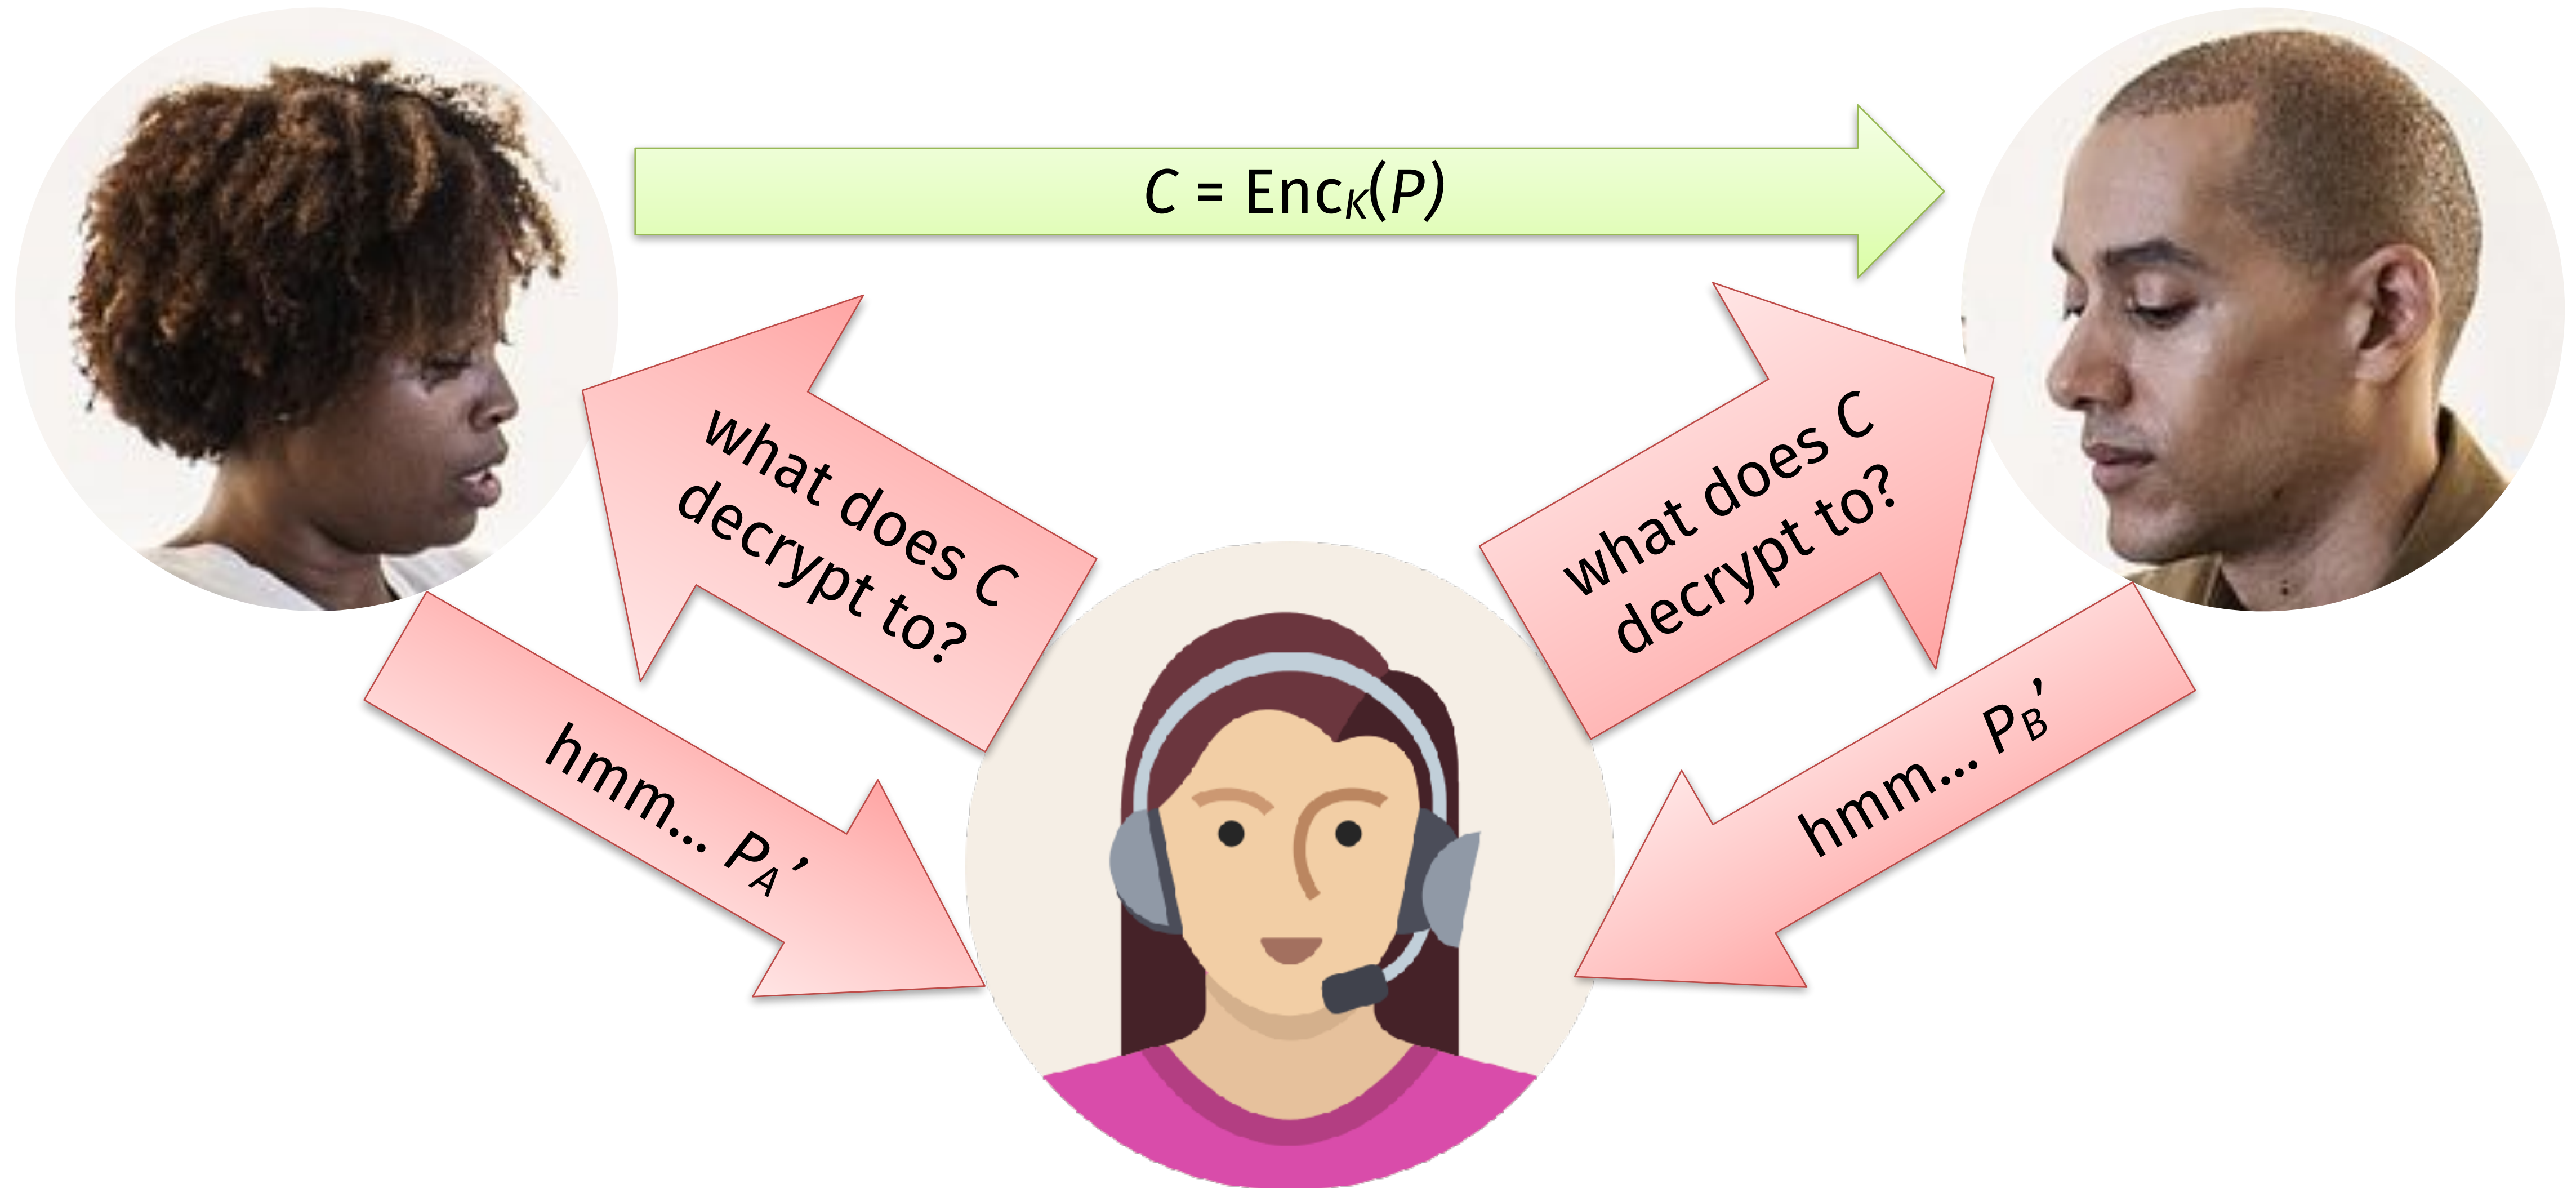 C = EncK(P)
what does C
decrypt to?
what does C
decrypt to?
hmm... PA′
hmm... PB′